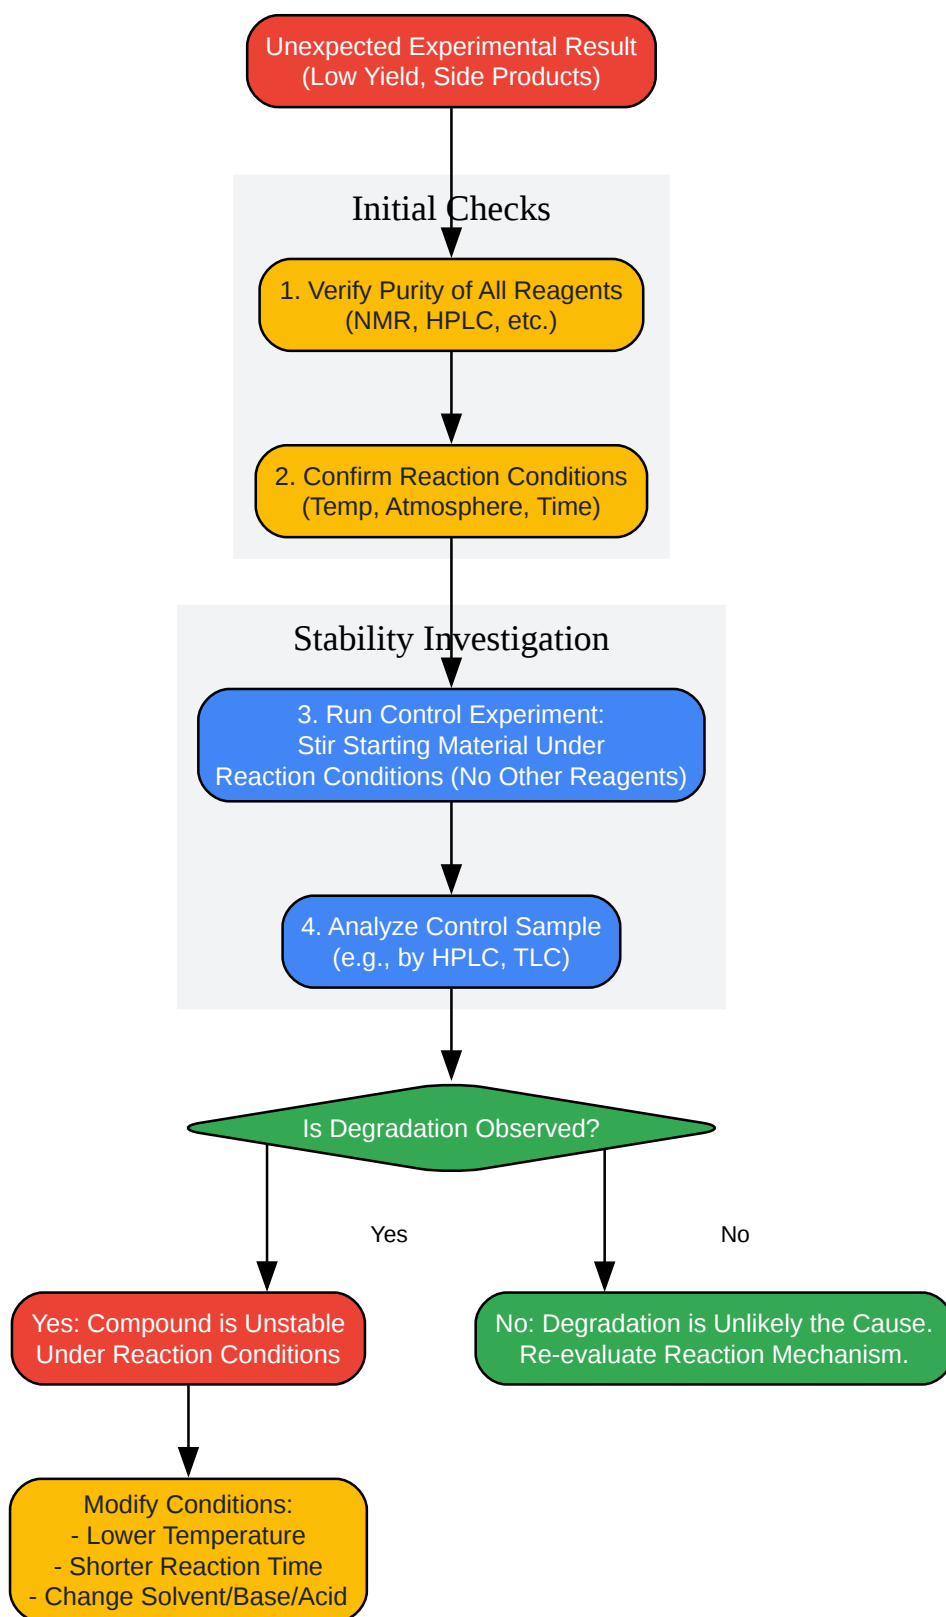 Unexpected Experimental Result
(Low Yield, Side Products)
Initial Checks
1. Verify Purity of All Reagents
(NMR, HPLC, etc.)
2. Confirm Reaction Conditions
(Temp, Atmosphere, Time)
Stability Investigation
3. Run Control Experiment:
Stir Starting Material Under
Reaction Conditions (No Other Reagents)
4. Analyze Control Sample
(e.g., by HPLC, TLC)
Is Degradation Observed?
Yes
No
Yes: Compound is Unstable
Under Reaction Conditions
No: Degradation is Unlikely the Cause.
Re-evaluate Reaction Mechanism.
Modify Conditions:
- Lower Temperature
- Shorter Reaction Time
- Change Solvent/Base/Acid